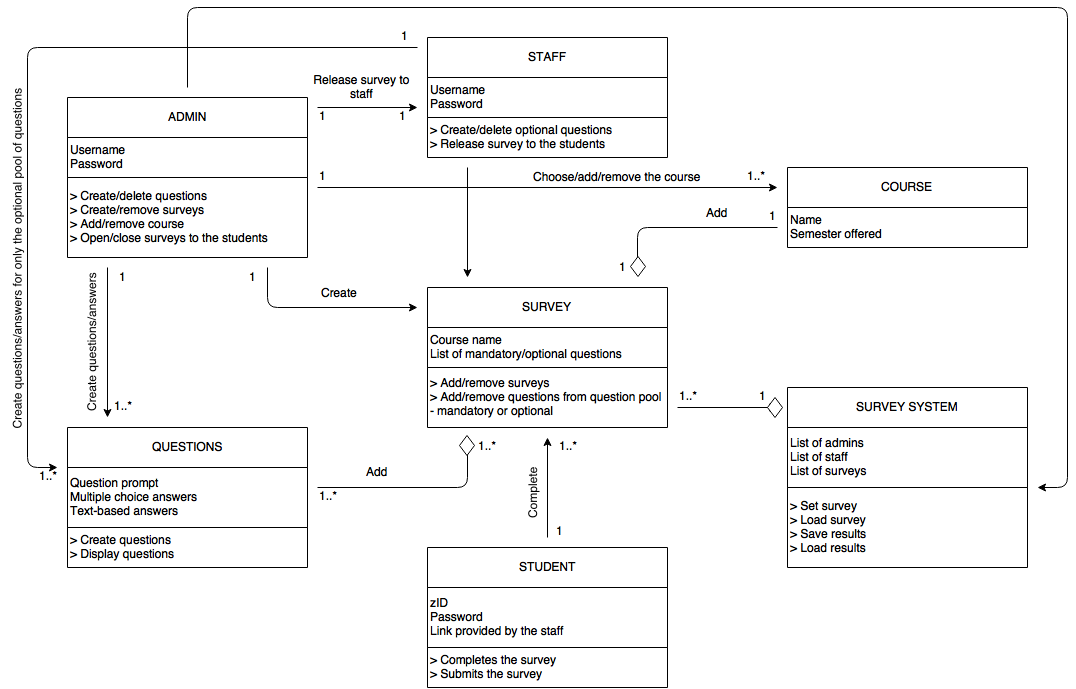 1
STAFF
Username
Password
> Create/delete optional questions
> Release survey to the students
Release survey to
staff
1
1
ADMIN
Username
Password
> Create/delete questions
> Create/remove surveys
> Add/remove course
> Open/close surveys to the students
1
Choose/add/remove the course
1..*
COURSE
Name
Semester offered
Add
1
1
Create questions/answers for only the optional pool of questions
1..*
Create questions/answers
1
1..*
1
Create
SURVEY
Course name
List of mandatory/optional questions
> Add/remove surveys
> Add/remove questions from question pool
- mandatory or optional
1..*
1
SURVEY SYSTEM
List of admins
List of staff
List of surveys
> Set survey
> Load survey
> Save results
> Load results
QUESTIONS
Question prompt
Multiple choice answers
Text-based answers
> Create questions
> Display questions
Add
1..*
1..*
Complete
1..*
1
STUDENT
zID
Password
Link provided by the staff
> Completes the survey
> Submits the survey